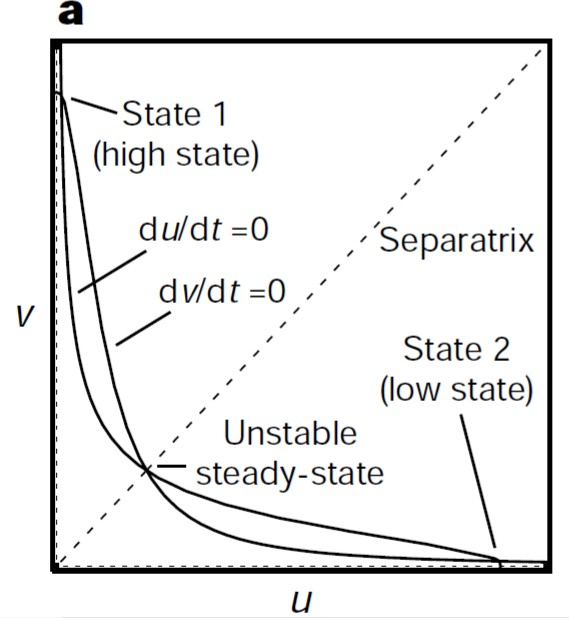 a
State 1
(high state)
du/dt =0
Separatrix
dv/dt =0
v
State 2
(low state)
Unstable
steady-state
u